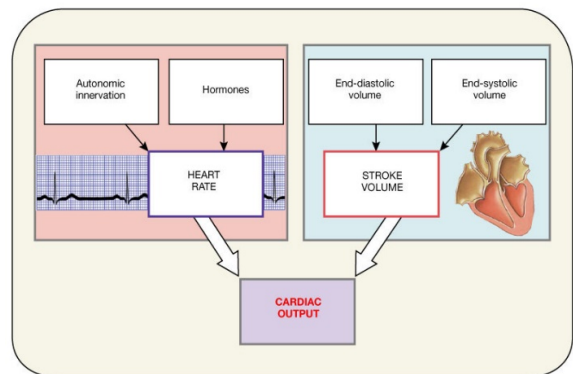 Autonomic
innervation
Hormones
End-diastolic
volume
End-systolic
volume
HEART
RATE
STROKE
VOLUME
CARDIAC
OUTPUT